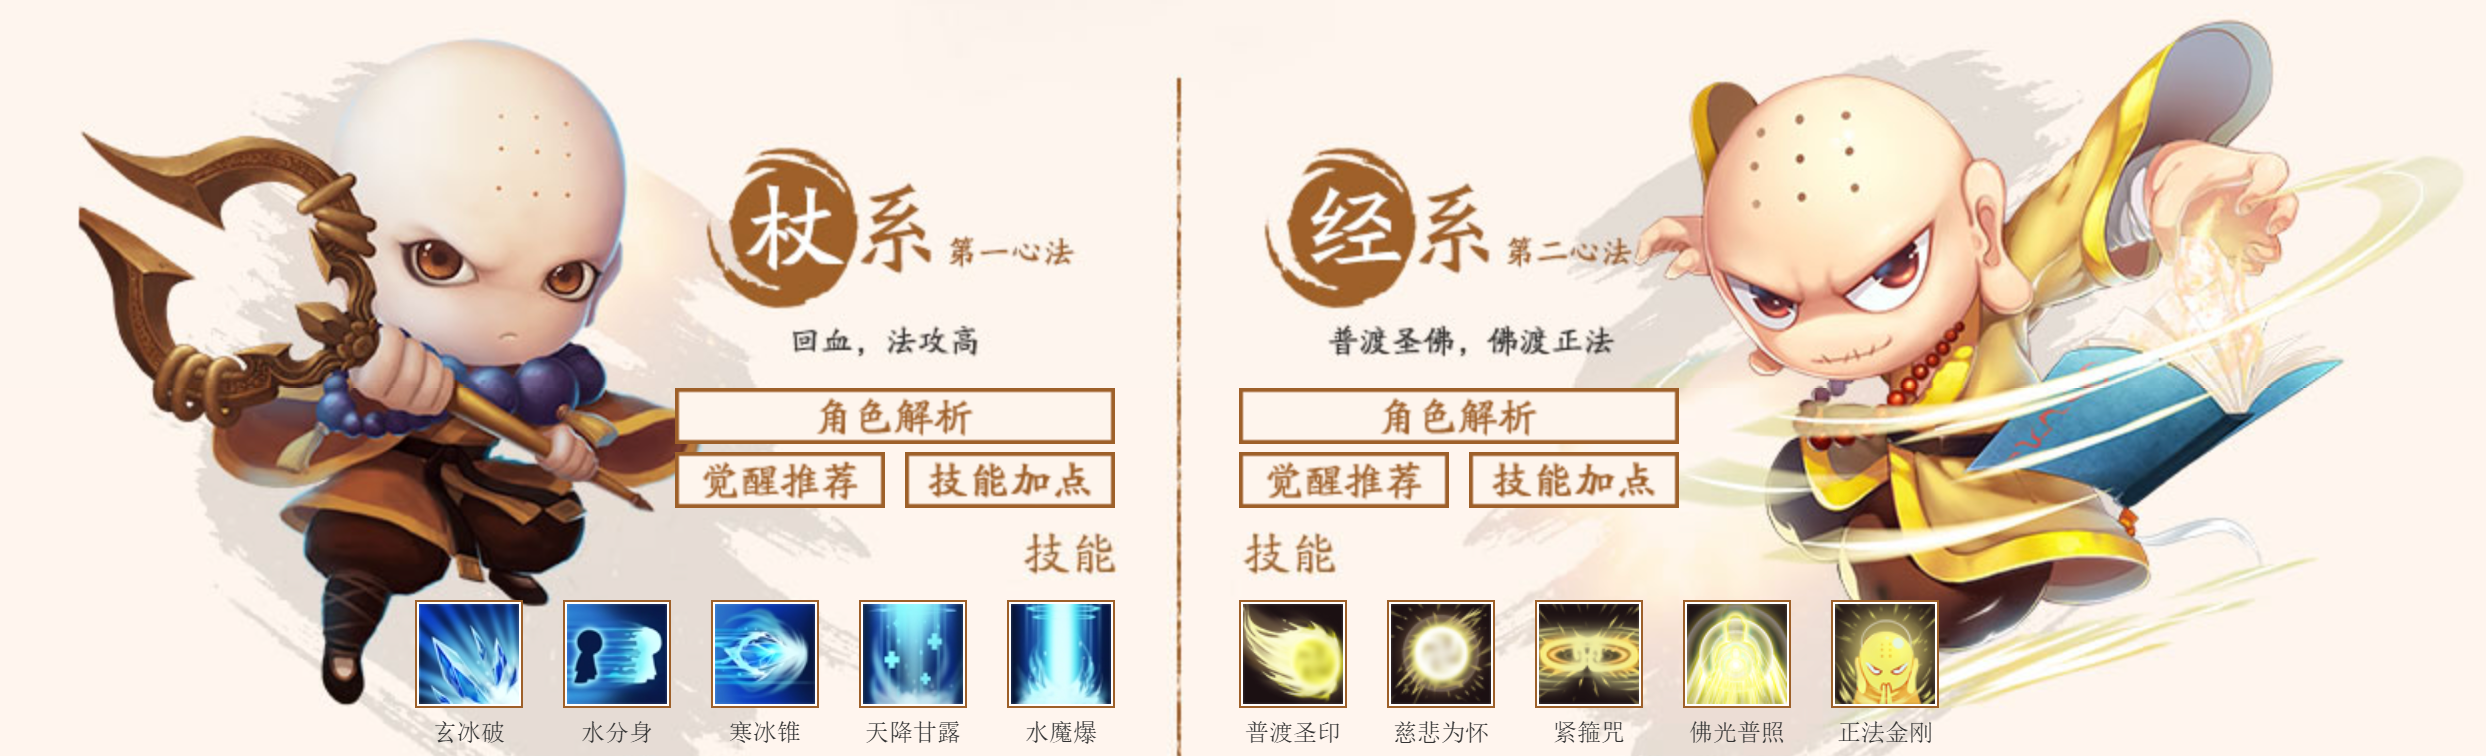 杖系 第一心法
回血，法攻高
角色解析
觉醒推荐 技能加点
技能
玄冰破 水分身 寒冰锥 天降甘露 水魔爆
经系 第二心法
普渡圣佛，佛渡正法
角色解析
觉醒推荐 技能加点
技能
普渡圣印 慈悲为怀 紧箍咒 佛光普照 正法金刚